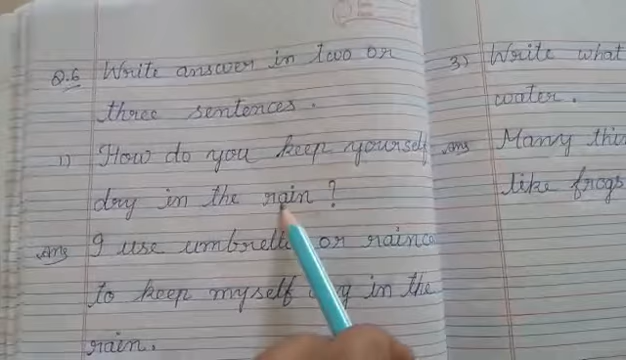 Q.6 Write answer in two or
three sentences.
1) How do you keep yourself
dry in the rain?
Ans I use umbrella or
to keep myself dry in the
rain.
3) Write what
water.
Ans Many
like frogs